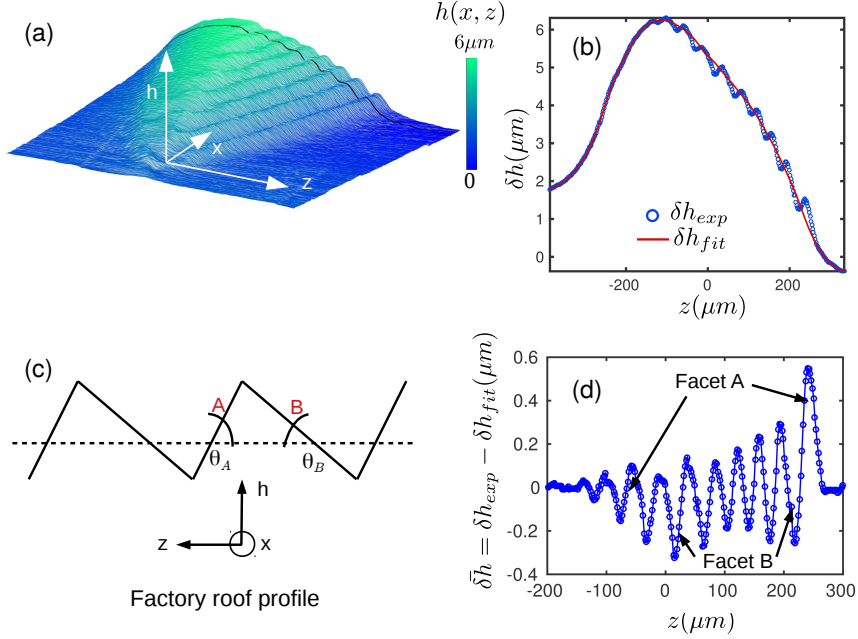 (a)
h(x, z)
6μm
0
h
x
z
(b)
6
5
4
3
2
1
0
-200
0
200
δh(μm)
z(μm)
δh_exp
δh_fit
(c)
A
B
θ_A
θ_B
h
z
x
Factory roof profile
(d)
0.6
0.4
0.2
0
-0.2
-0.4
-200
-100
0
100
200
300
δ̄h = δh_exp − δh_fit(μm)
z(μm)
Facet A
Facet B